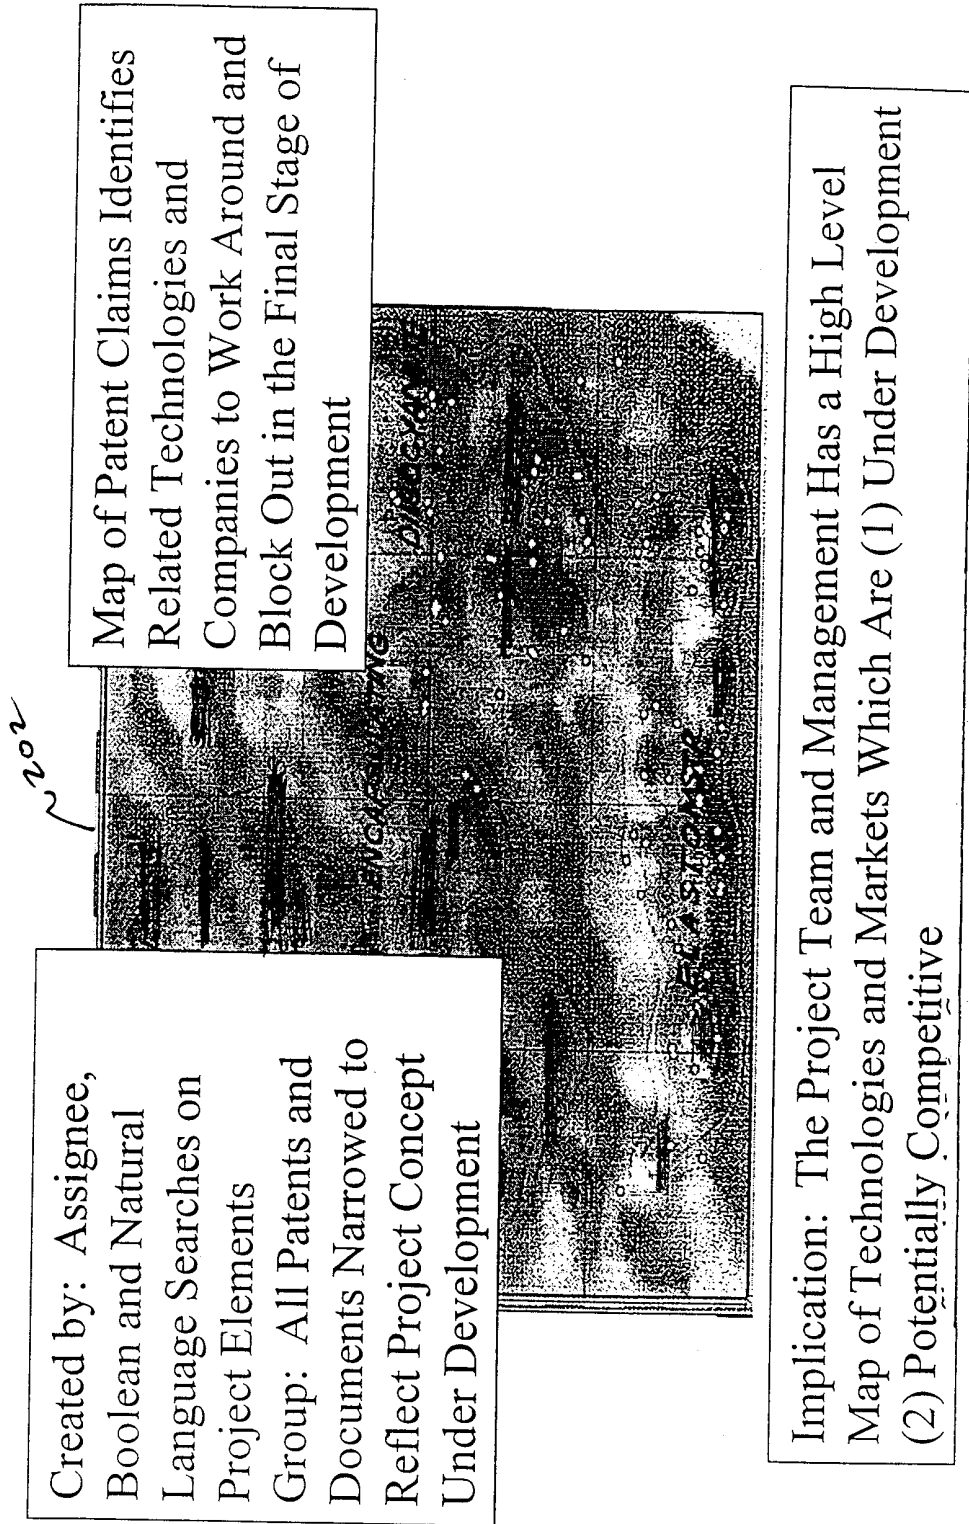 202
Created by: Assignee,
Boolean and Natural
Language Searches on
Project Elements
Group: All Patents and
Documents Narrowed to
Reflect Project Concept
Under Development
Map of Patent Claims Identifies
Related Technologies and
Companies to Work Around and
Block Out in the Final Stage of
Development
ENCAPSULATING
ELASTOMER
Implication: The Project Team and Management Has a High Level
Map of Technologies and Markets Which Are (1) Under Development
(2) Potentially Competitive